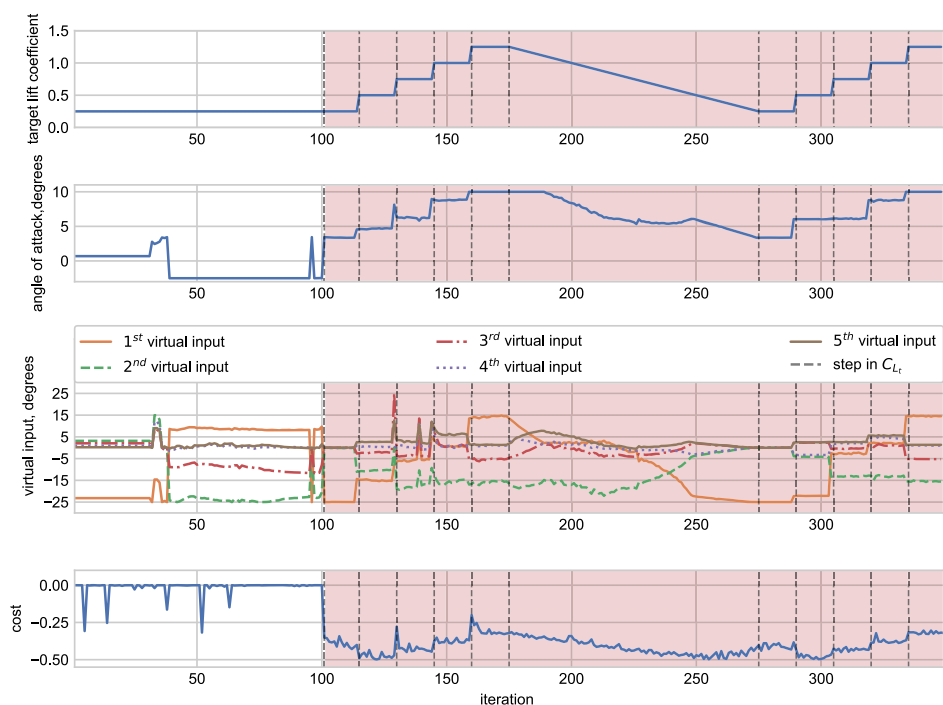 target lift coefficient
1.5
1.0
0.5
0.0
50 100 150 200 250 300
angle of attack,degrees
10
5
0
50 100 150 200 250 300
1st virtual input
2nd virtual input
3rd virtual input
4th virtual input
5th virtual input
step in C_{L_t}
virtual input, degrees
25
15
5
−5
−15
−25
50 100 150 200 250 300
cost
0.00
−0.25
−0.50
50 100 150 200 250 300
iteration